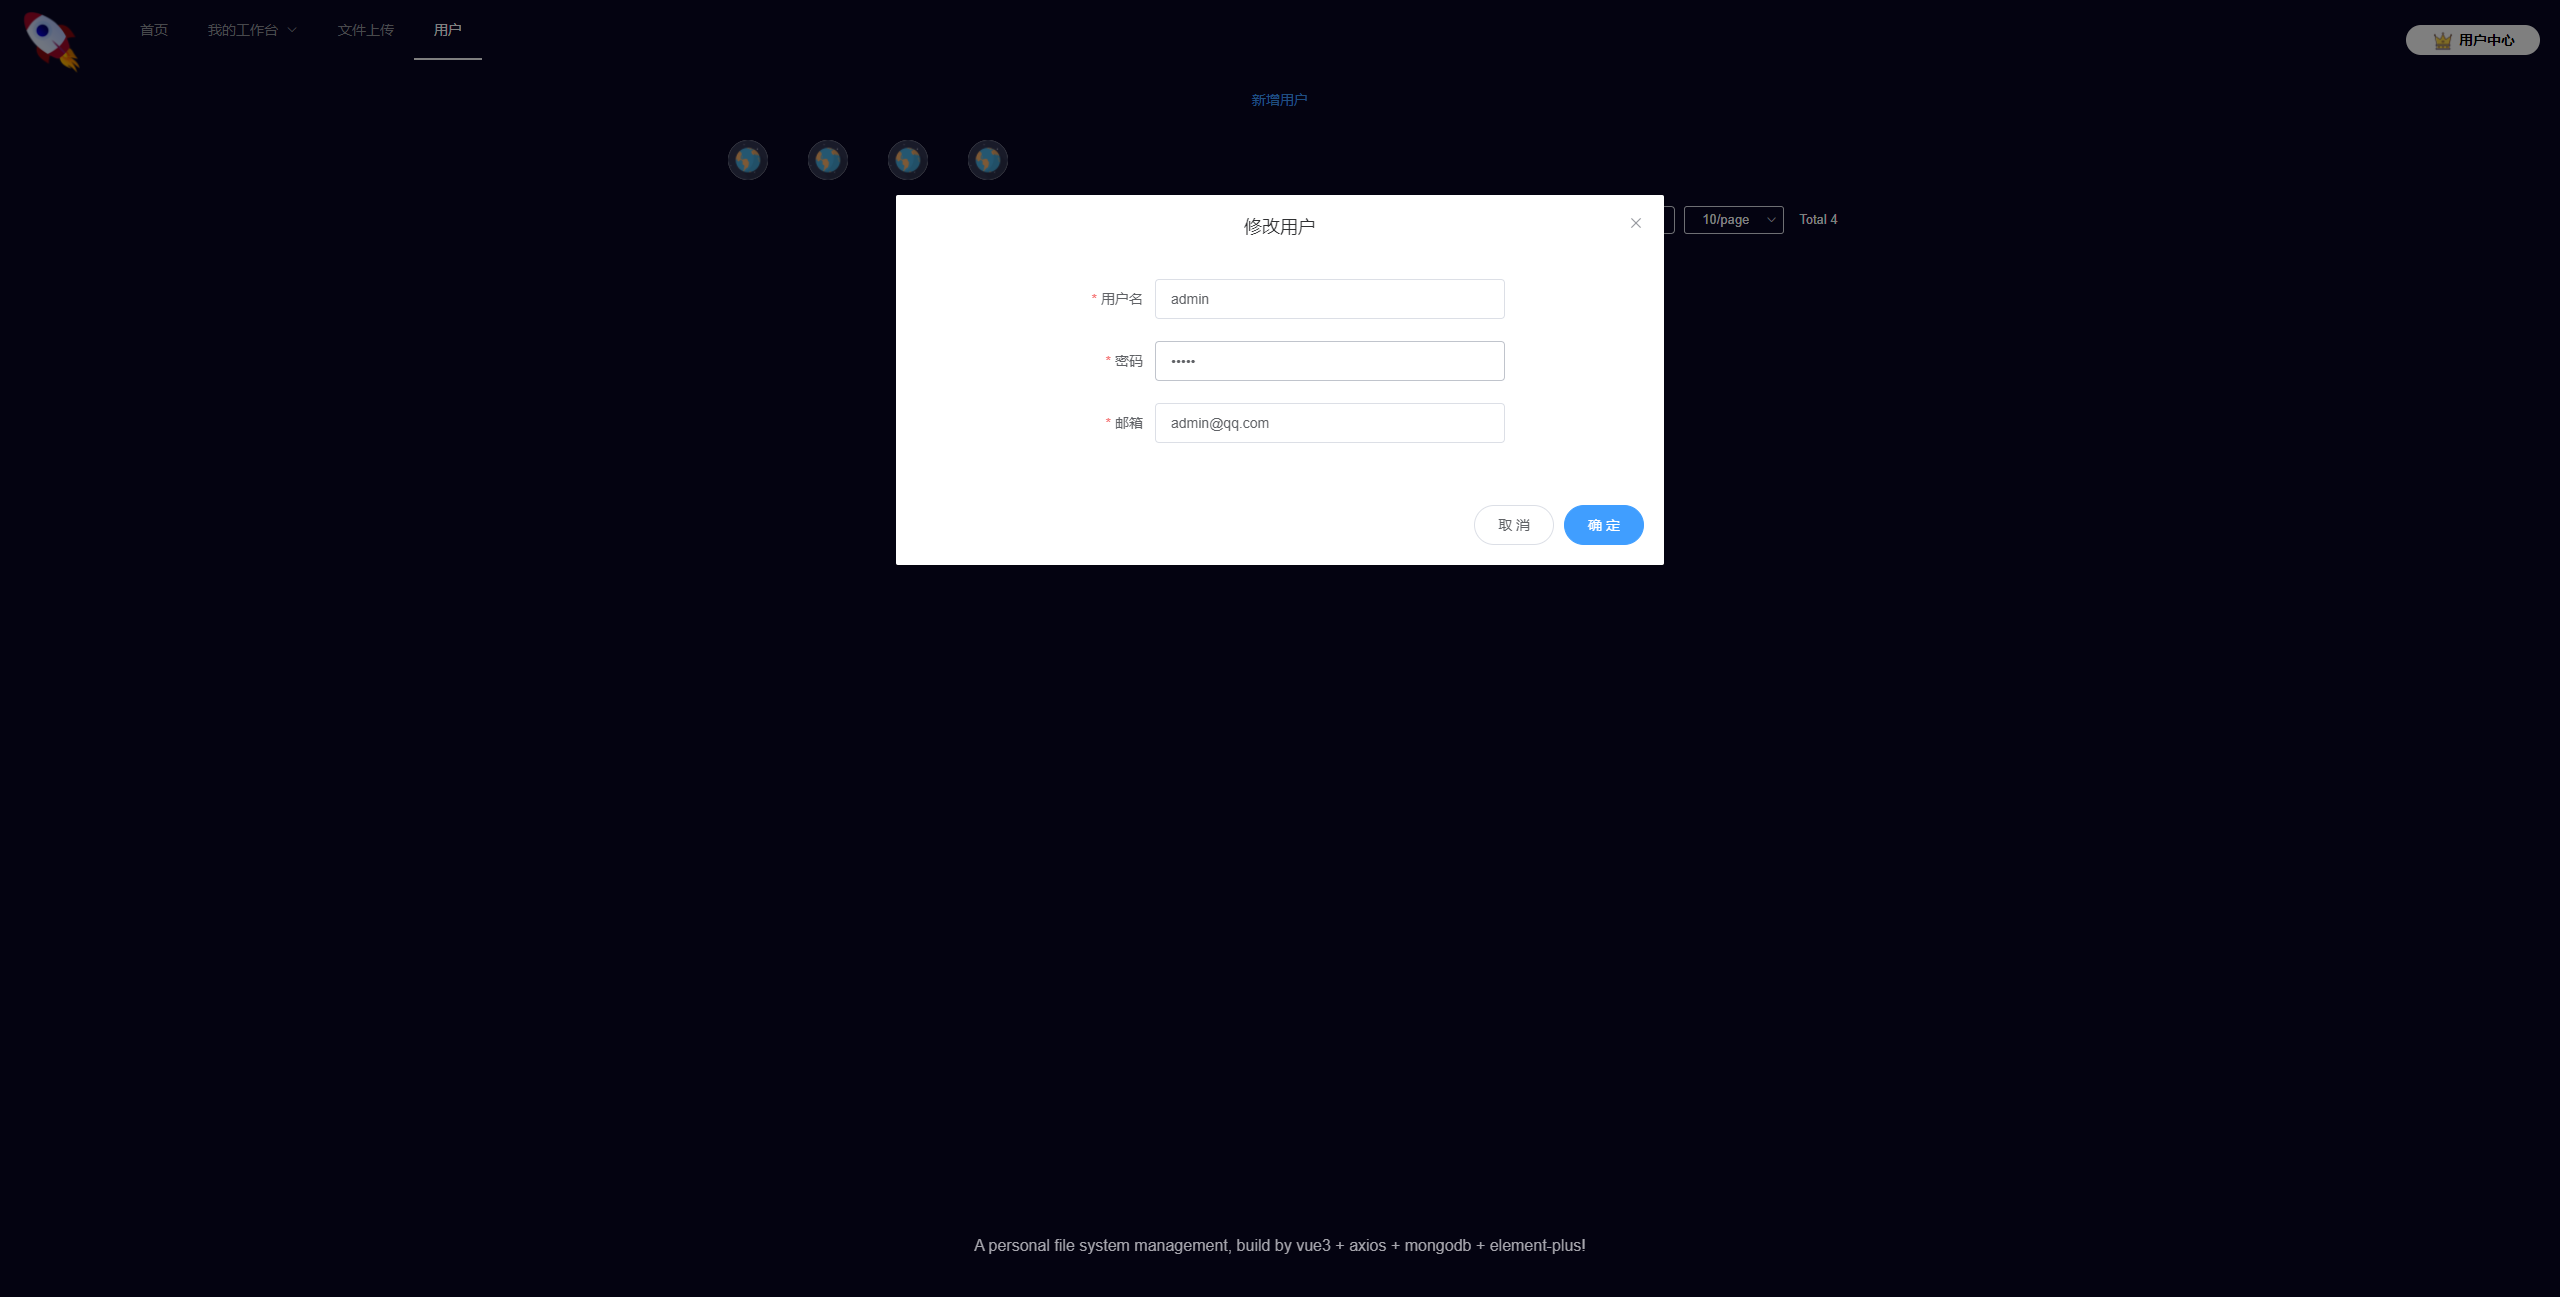 首页
我的工作台
文件上传
用户
用户中心
新增用户
10/page
Total 4
修改用户
* 用户名
admin
* 密码
•••••
* 邮箱
admin@qq.com
取 消
确 定
A personal file system management, build by vue3 + axios + mongodb + element-plus!